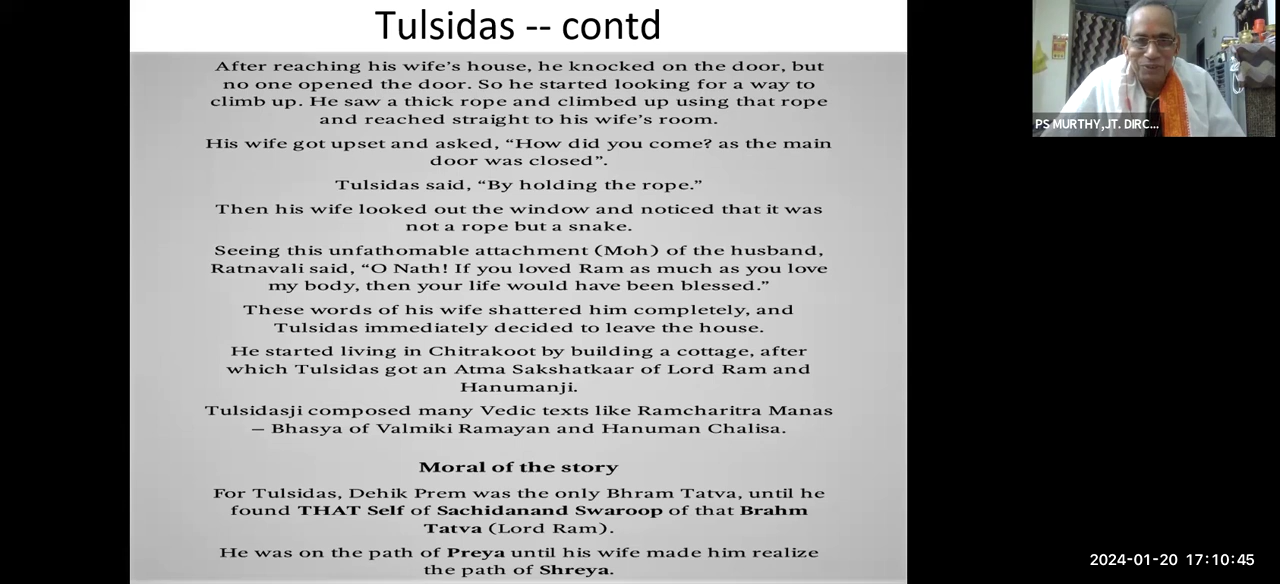 Tulsidas -- contd
After reaching his wife's house, he knocked on the door, but
no one opened the door. So he started looking for a way to
climb up. He saw a thick rope and climbed up using that rope
and reached straight to his wife's room.
His wife got upset and asked, “How did you come? as the main
door was closed”.
Tulsidas said, “By holding the rope.”
Then his wife looked out the window and noticed that it was
not a rope but a snake.
Seeing this unfathomable attachment (Moh) of the husband,
Ratnavali said, “O Nath! If you loved Ram as much as you love
my body, then your life would have been blessed.”
These words of his wife shattered him completely, and
Tulsidas immediately decided to leave the house.
He started living in Chitrakoot by building a cottage, after
which Tulsidas got an Atma Sakshatkaar of Lord Ram and
Hanumanji.
Tulsidasji composed many Vedic texts like Ramcharitra Manas
– Bhasya of Valmiki Ramayan and Hanuman Chalisa.
Moral of the story
For Tulsidas, Dehik Prem was the only Bhram Tatva, until he
found THAT Self of Sachidanand Swaroop of that Brahm
Tatva (Lord Ram).
He was on the path of Preya until his wife made him realize
the path of Shreya.
PS MURTHY,JT. DIRC...
2024-01-20 17:10:45